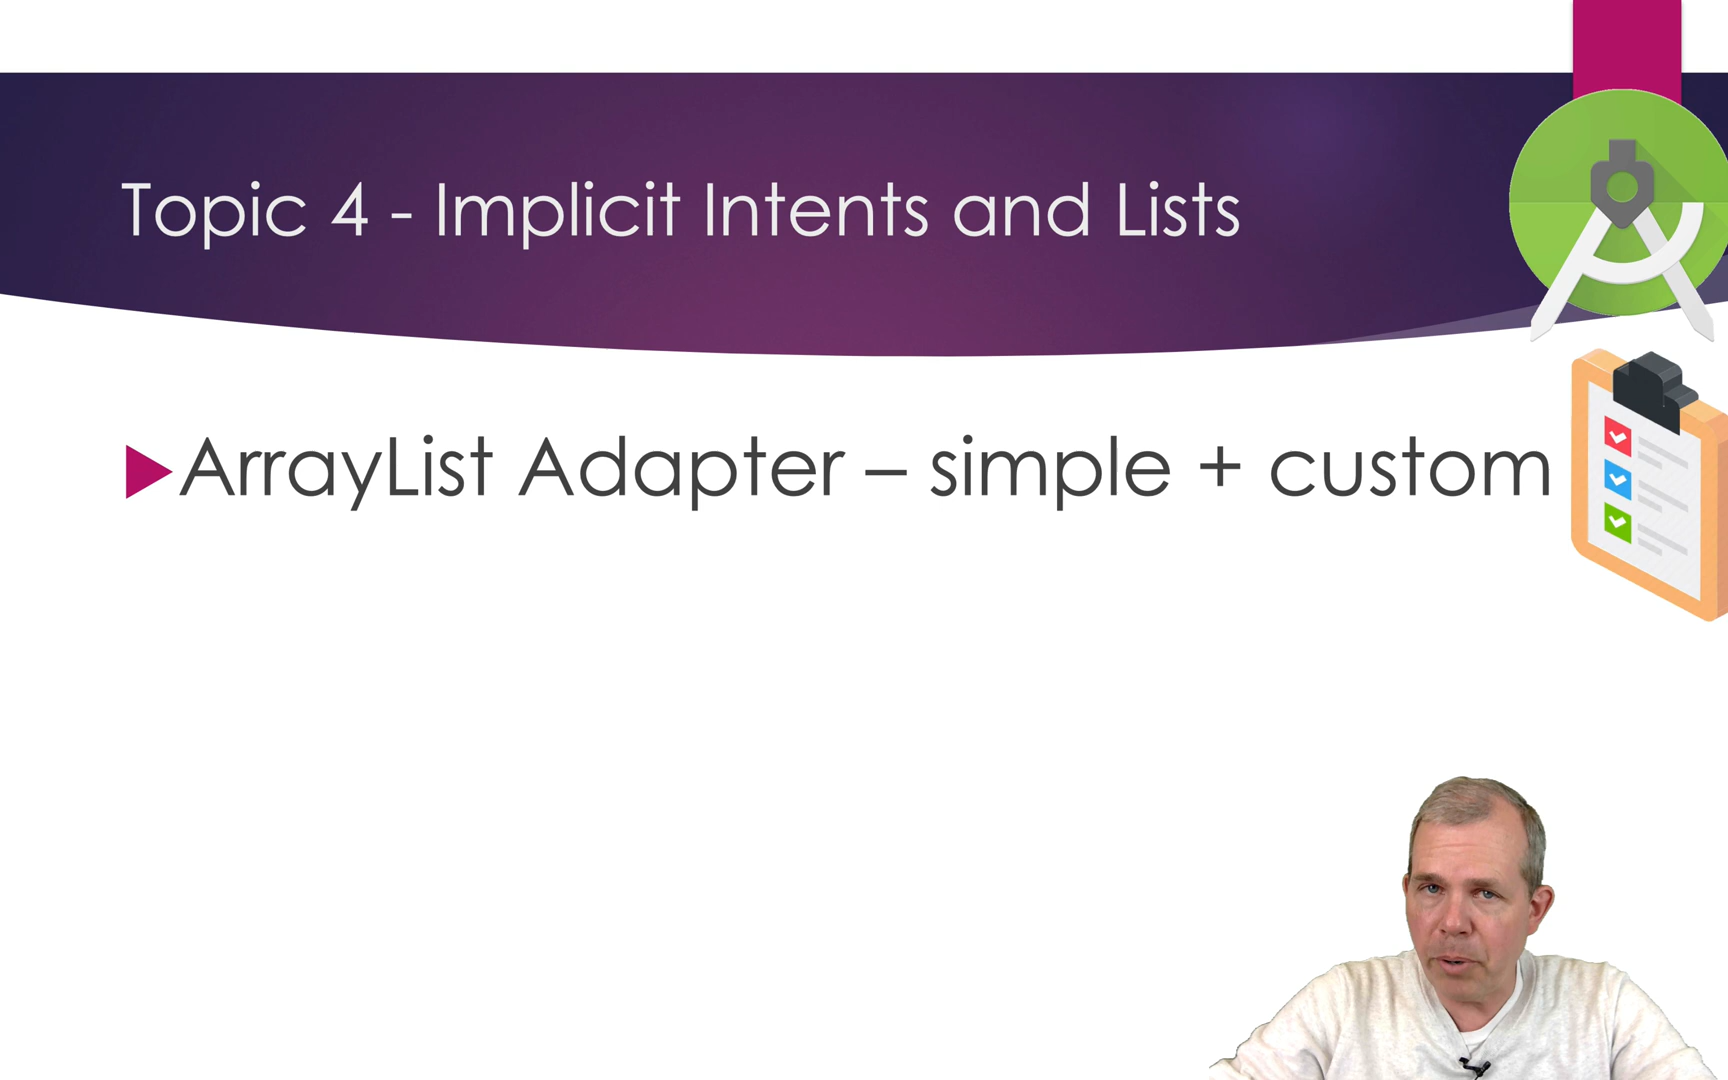 Topic 4 - Implicit Intents and Lists
ArrayList Adapter – simple + custom